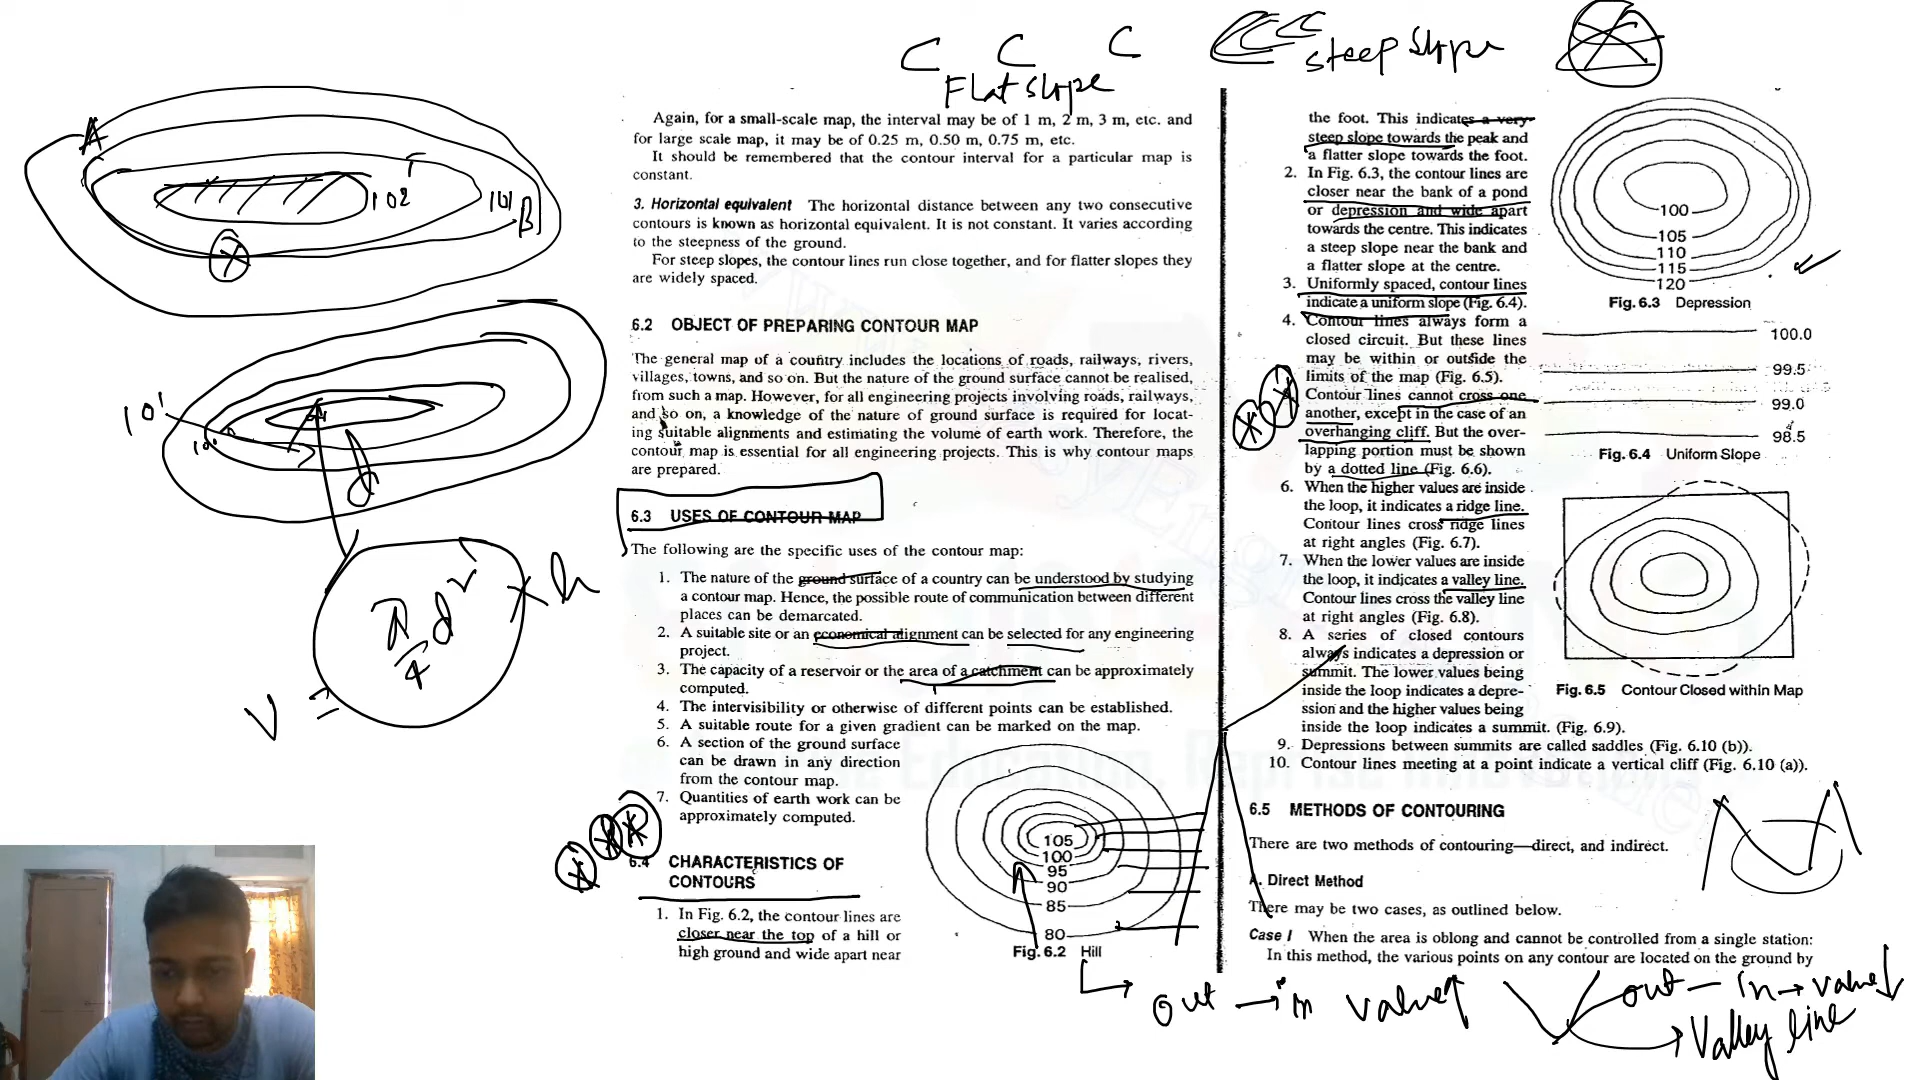 C C C
Flat slope
steep slope
A
102
101
B
101
100
d
V = π/4 d² × h
Again, for a small-scale map, the interval may be of 1 m, 2 m, 3 m, etc. and
for large scale map, it may be of 0.25 m, 0.50 m, 0.75 m, etc.
It should be remembered that the contour interval for a particular map is
constant.
3. Horizontal equivalent The horizontal distance between any two consecutive
contours is known as horizontal equivalent. It is not constant. It varies according
to the steepness of the ground.
For steep slopes, the contour lines run close together, and for flatter slopes they
are widely spaced.
6.2 OBJECT OF PREPARING CONTOUR MAP
The general map of a country includes the locations of roads, railways, rivers,
villages, towns, and so on. But the nature of the ground surface cannot be realised,
from such a map. However, for all engineering projects involving roads, railways,
and so on, a knowledge of the nature of ground surface is required for locat-
ing suitable alignments and estimating the volume of earth work. Therefore, the
contour map is essential for all engineering projects. This is why contour maps
are prepared.
6.3 USES OF CONTOUR MAP
The following are the specific uses of the contour map:
1. The nature of the ground surface of a country can be understood by studying
a contour map. Hence, the possible route of communication between different
places can be demarcated.
2. A suitable site or an economical alignment can be selected for any engineering
project.
3. The capacity of a reservoir or the area of a catchment can be approximately
computed.
4. The intervisibility or otherwise of different points can be established.
5. A suitable route for a given gradient can be marked on the map.
6. A section of the ground surface
can be drawn in any direction
from the contour map.
7. Quantities of earth work can be
approximately computed.
6.4 CHARACTERISTICS OF
CONTOURS
1. In Fig. 6.2, the contour lines are
closer near the top of a hill or
high ground and wide apart near
105
100
95
90
85
80
Fig. 6.2 Hill
out → in value ↑
the foot. This indicates a very
steep slope towards the peak and
a flatter slope towards the foot.
2. In Fig. 6.3, the contour lines are
closer near the bank of a pond
or depression and wide apart
towards the centre. This indicates
a steep slope near the bank and
a flatter slope at the centre.
3. Uniformly spaced, contour lines
indicate a uniform slope (Fig. 6.4).
4. Contour lines always form a
closed circuit. But these lines
may be within or outside the
limits of the map (Fig. 6.5).
Contour lines cannot cross one
another, except in the case of an
overhanging cliff. But the over-
lapping portion must be shown
by a dotted line (Fig. 6.6).
6. When the higher values are inside
the loop, it indicates a ridge line.
Contour lines cross ridge lines
at right angles (Fig. 6.7).
7. When the lower values are inside
the loop, it indicates a valley line.
Contour lines cross the valley line
at right angles (Fig. 6.8).
8. A series of closed contours
always indicates a depression or
summit. The lower values being
inside the loop indicates a depre-
ssion and the higher values being
inside the loop indicates a summit. (Fig. 6.9).
9. Depressions between summits are called saddles (Fig. 6.10 (b)).
10. Contour lines meeting at a point indicate a vertical cliff (Fig. 6.10 (a)).
100
105
110
115
120
Fig. 6.3 Depression
100.0
99.5
99.0
98.5
Fig. 6.4 Uniform Slope
Fig. 6.5 Contour Closed within Map
6.5 METHODS OF CONTOURING
There are two methods of contouring—direct, and indirect.
A. Direct Method
There may be two cases, as outlined below.
Case I When the area is oblong and cannot be controlled from a single station:
In this method, the various points on any contour are located on the ground by
out – in → value ↓
→ Valley line